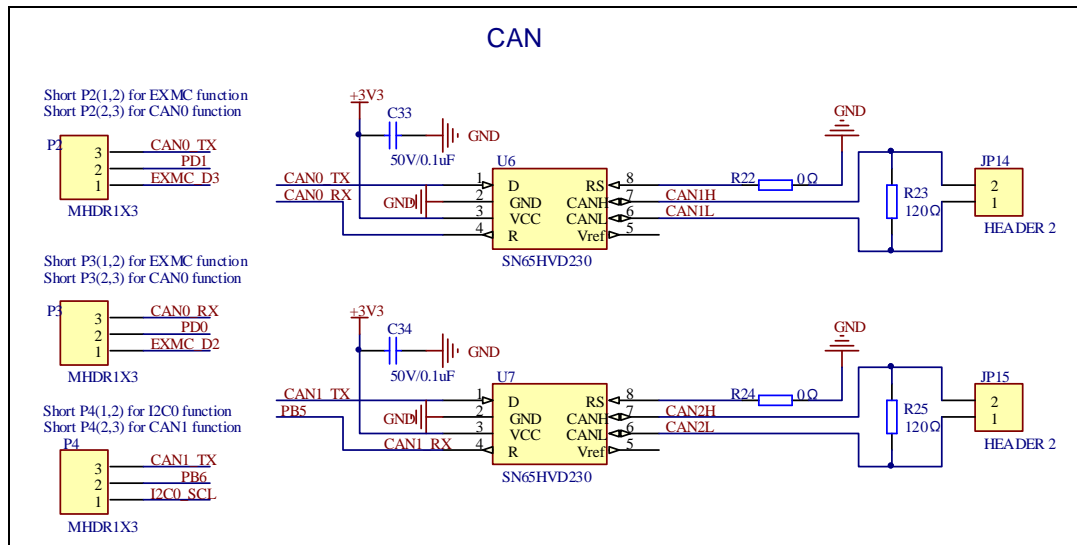 CAN
Short P2(1,2) for EXMC function
Short P2(2,3) for CAN0 function
P2
3 CAN0_TX
2 PD1
1 EXMC_D3
MHDR1X3
+3V3
C33
GND
50V/0.1uF
U6
CAN0_TX 1 D
GND 2 GND
3 VCC
CAN0_RX 4 R
RS 8
CANH 7 CAN1H
CANL 6 CAN1L
Vref 5
SN65HVD230
R22 0Ω
GND
R23
120Ω
JP14
2
1
HEADER 2
Short P3(1,2) for EXMC function
Short P3(2,3) for CAN0 function
P3
3 CAN0_RX
2 PD0
1 EXMC_D2
MHDR1X3
+3V3
C34
GND
50V/0.1uF
U7
CAN1_TX 1 D
GND 2 GND
3 VCC
PB5 CAN1_RX 4 R
RS 8
CANH 7 CAN2H
CANL 6 CAN2L
Vref 5
SN65HVD230
R24 0Ω
GND
R25
120Ω
JP15
2
1
HEADER 2
Short P4(1,2) for I2C0 function
Short P4(2,3) for CAN1 function
P4
3 CAN1_TX
2 PB6
1 I2C0_SCL
MHDR1X3